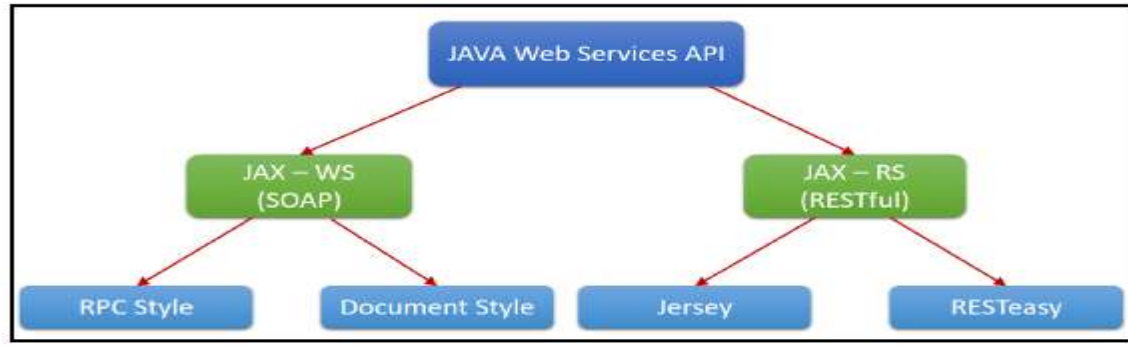 JAVA Web Services API
JAX – WS
(SOAP)
JAX – RS
(RESTful)
RPC Style
Document Style
Jersey
RESTeasy